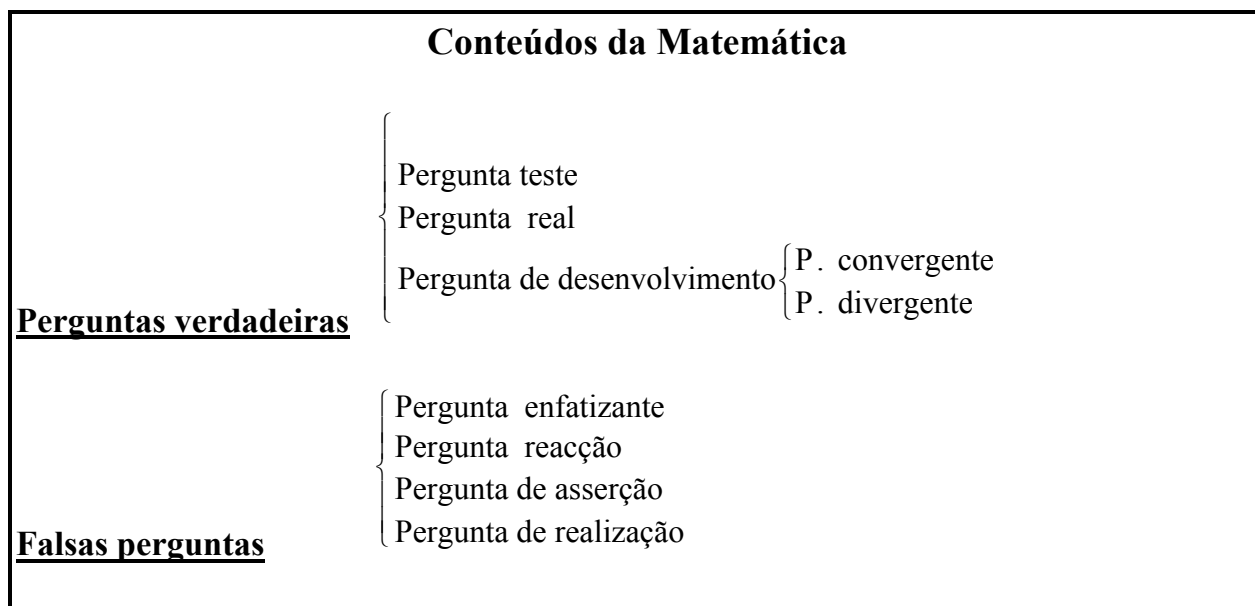 Conteúdos da Matemática
Pergunta teste
Pergunta real
Pergunta de desenvolvimento
P. convergente
P. divergente
Perguntas verdadeiras
Pergunta enfatizante
Pergunta reacção
Pergunta de asserção
Pergunta de realização
Falsas perguntas